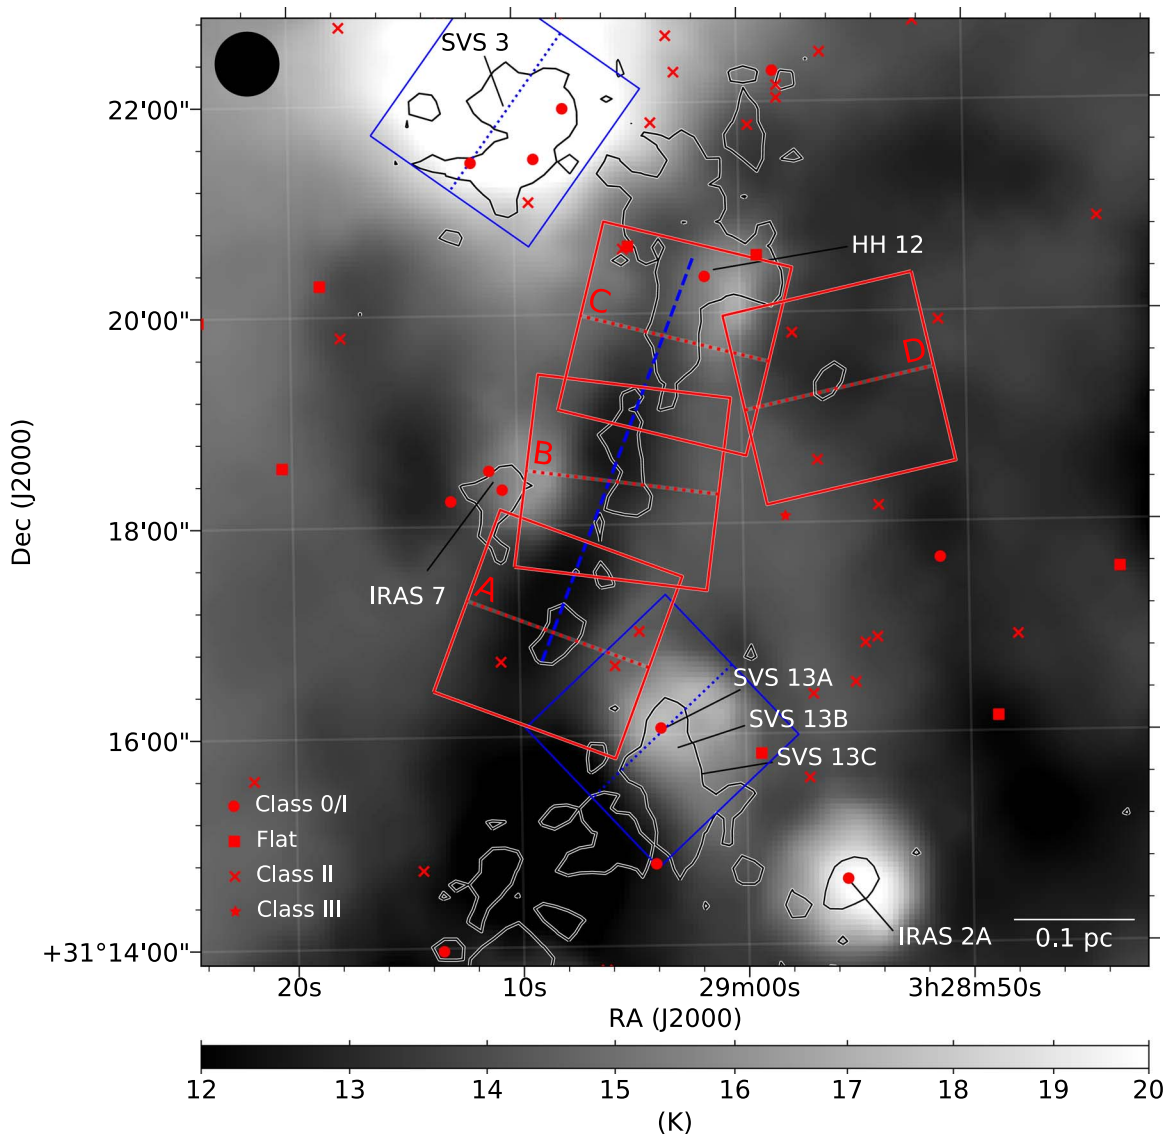 SVS 3
22'00"
HH 12
C
20'00"
D
B
18'00"
IRAS 7
A
SVS 13A
SVS 13B
16'00"
SVS 13C
Class 0/I
Flat
Class II
Class III
IRAS 2A
0.1 pc
+31°14'00"
Dec (J2000)
20s 10s 29m00s 3h28m50s
RA (J2000)
12 13 14 15 16 17 18 19 20
(K)